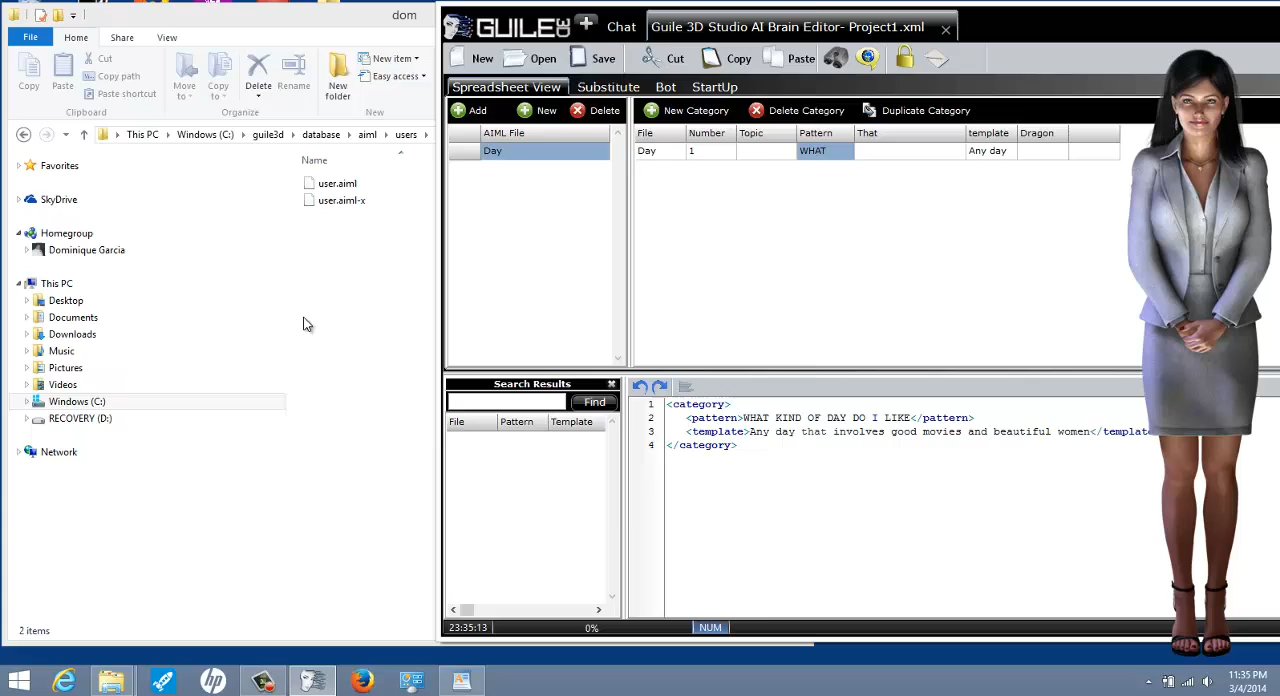 dom
File Home Share View
Copy Paste Cut Copy path Paste shortcut Move to Copy to Delete Rename New folder New item Easy access
Clipboard Organize New
This PC Windows (C:) guile3d database aiml users
Name
user.aiml
user.aiml-x
Favorites
SkyDrive
Homegroup
Dominique Garcia
This PC
Desktop
Documents
Downloads
Music
Pictures
Videos
Windows (C:)
RECOVERY (D:)
Network
2 items
GUILE3D Chat Guile 3D Studio AI Brain Editor- Project1.xml
New Open Save Cut Copy Paste
Spreadsheet View Substitute Bot StartUp
Add New Delete New Category Delete Category Duplicate Category
AIML File
Day
File Number Topic Pattern That template Dragon
Day 1 WHAT Any day
Search Results
Find
File Pattern Template
1 <category>
2 <pattern>WHAT KIND OF DAY DO I LIKE</pattern>
3 <template>Any day that involves good movies and beautiful women</template
4 </category>
23:35:13 0% NUM
hp
11:35 PM
3/4/2014